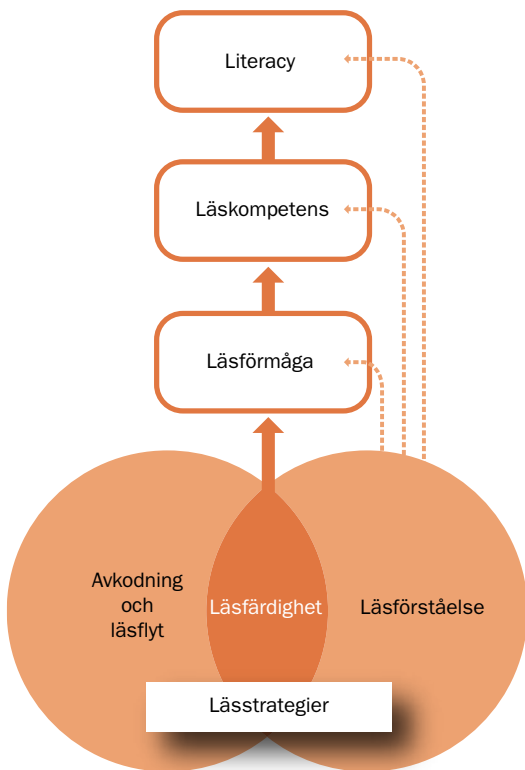 Literacy
Läskompetens
Läsförmåga
Avkodning
och
läsflyt
Läsfärdighet
Läsförståelse
Lässtrategier